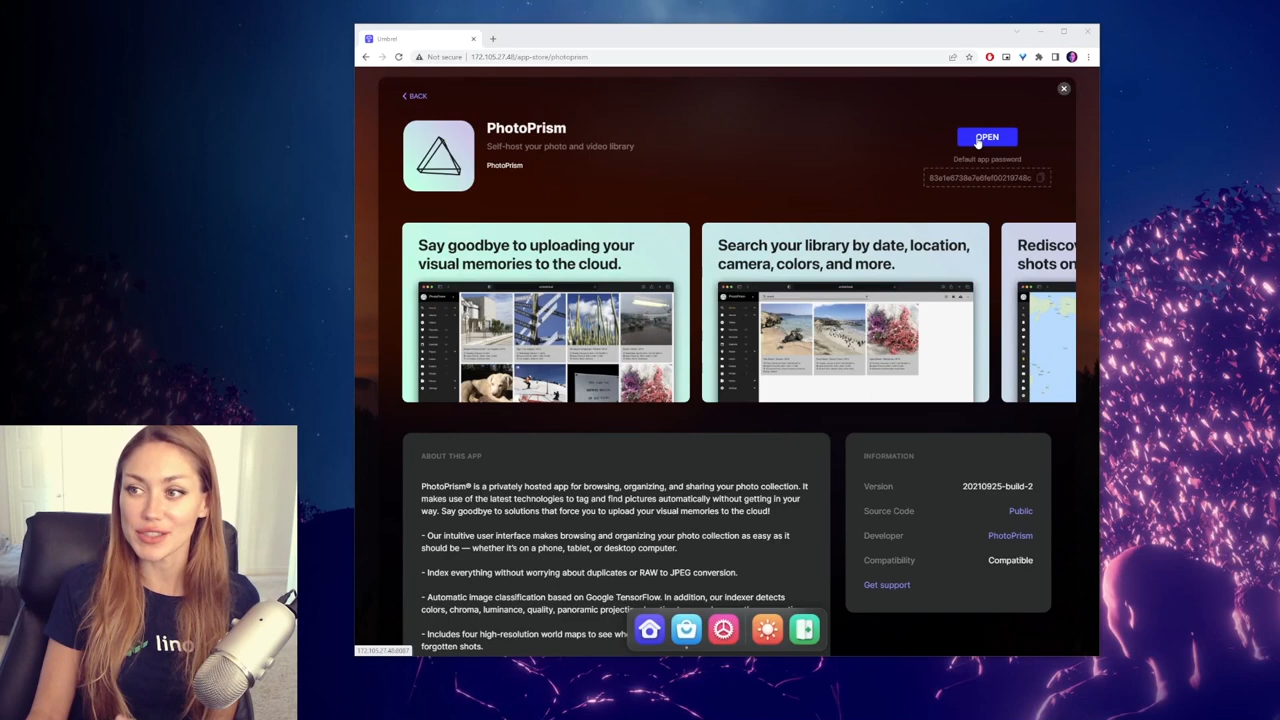 Umbrel
Not secure
172.105.27.48/app-store/photoprism
BACK
PhotoPrism
Self-host your photo and video library
PhotoPrism
OPEN
Default app password
83e1e6738e7e6fef00219748c
Say goodbye to uploading your
visual memories to the cloud.
Search your library by date, location,
camera, colors, and more.
Rediscov
shots on
ABOUT THIS APP
PhotoPrism® is a privately hosted app for browsing, organizing, and sharing your photo collection. It
makes use of the latest technologies to tag and find pictures automatically without getting in your
way. Say goodbye to solutions that force you to upload your visual memories to the cloud!
- Our intuitive user interface makes browsing and organizing your photo collection as easy as it
should be — whether it's on a phone, tablet, or desktop computer.
- Index everything without worrying about duplicates or RAW to JPEG conversion.
- Automatic image classification based on Google TensorFlow. In addition, our indexer detects
colors, chroma, luminance, quality, panoramic projection,
- Includes four high-resolution world maps to see whe
forgotten shots.
INFORMATION
Version 20210925-build-2
Source Code Public
Developer PhotoPrism
Compatibility Compatible
Get support
172.105.27.48:8087
lino